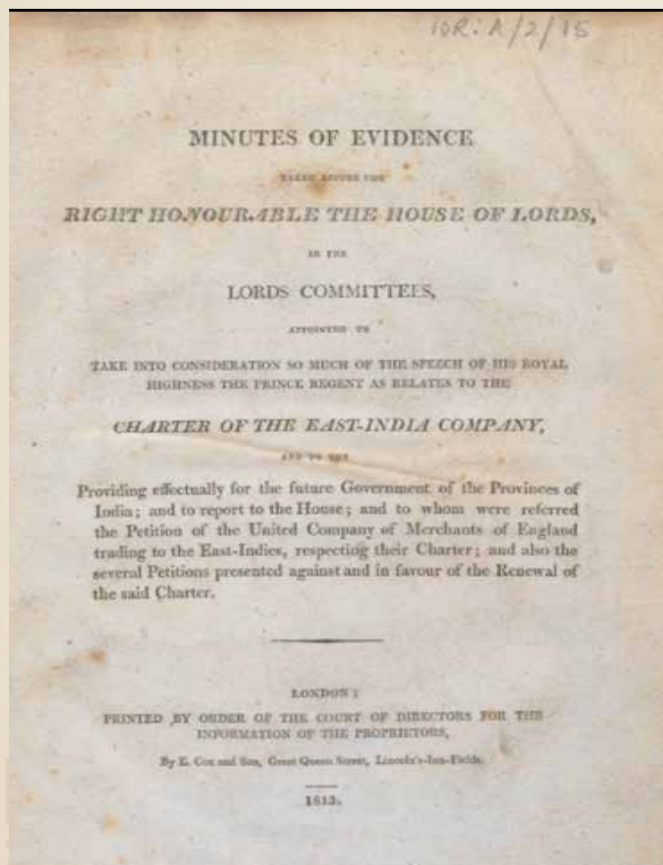 IOR: A/2/15
MINUTES OF EVIDENCE
TAKEN BEFORE THE
RIGHT HONOURABLE THE HOUSE OF LORDS,
IN THE
LORDS COMMITTEES,
APPOINTED TO
TAKE INTO CONSIDERATION SO MUCH OF THE SPEECH OF HIS ROYAL
HIGHNESS THE PRINCE REGENT AS RELATES TO THE
CHARTER OF THE EAST-INDIA COMPANY,
AND TO THE
Providing effectually for the future Government of the Provinces of
India; and to report to the House; and to whom were referred
the Petition of the United Company of Merchants of England
trading to the East-Indies, respecting their Charter; and also the
several Petitions presented against and in favour of the Renewal of
the said Charter.
LONDON:
PRINTED BY ORDER OF THE COURT OF DIRECTORS FOR THE
INFORMATION OF THE PROPRIETORS,
By E. Cox and Son, Great Queen Street, Lincoln's-Inn-Fields.
1813.